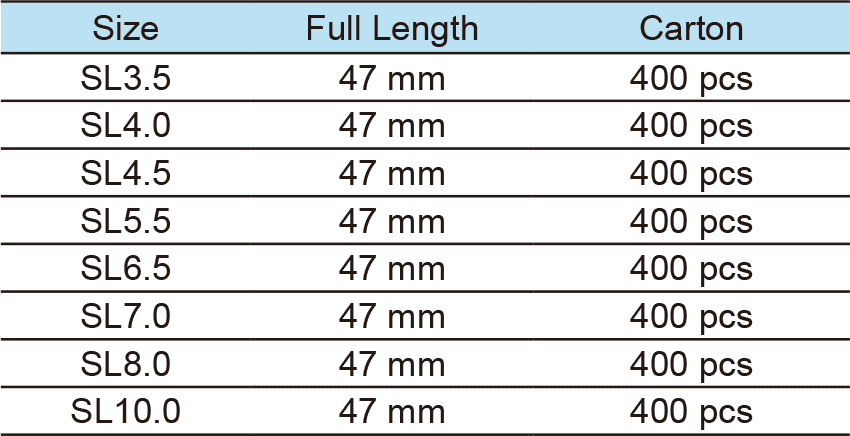 Size Full Length Carton
SL3.5 47 mm 400 pcs
SL4.0 47 mm 400 pcs
SL4.5 47 mm 400 pcs
SL5.5 47 mm 400 pcs
SL6.5 47 mm 400 pcs
SL7.0 47 mm 400 pcs
SL8.0 47 mm 400 pcs
SL10.0 47 mm 400 pcs